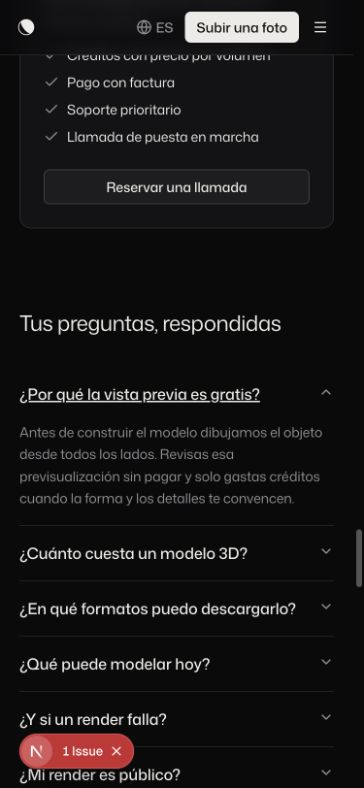 ES
Subir una foto
Créditos con precio por volumen
Pago con factura
Soporte prioritario
Llamada de puesta en marcha
Reservar una llamada
Tus preguntas, respondidas
¿Por qué la vista previa es gratis?
Antes de construir el modelo dibujamos el objeto
desde todos los lados. Revisas esa
previsualización sin pagar y solo gastas créditos
cuando la forma y los detalles te convencen.
¿Cuánto cuesta un modelo 3D?
¿En qué formatos puedo descargarlo?
¿Qué puede modelar hoy?
¿Y si un render falla?
N 1 Issue
¿Mi render es público?